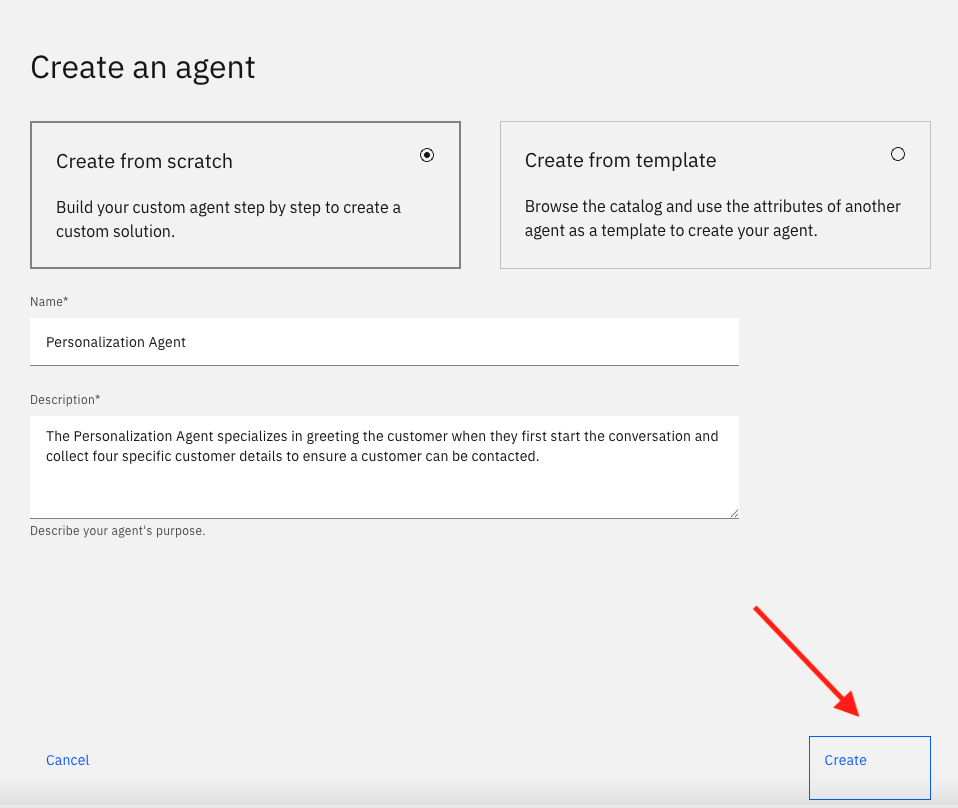 Create an agent
Create from scratch
Build your custom agent step by step to create a
custom solution.
Create from template
Browse the catalog and use the attributes of another
agent as a template to create your agent.
Name*
Personalization Agent
Description*
The Personalization Agent specializes in greeting the customer when they first start the conversation and
collect four specific customer details to ensure a customer can be contacted.
Describe your agent's purpose.
Cancel
Create